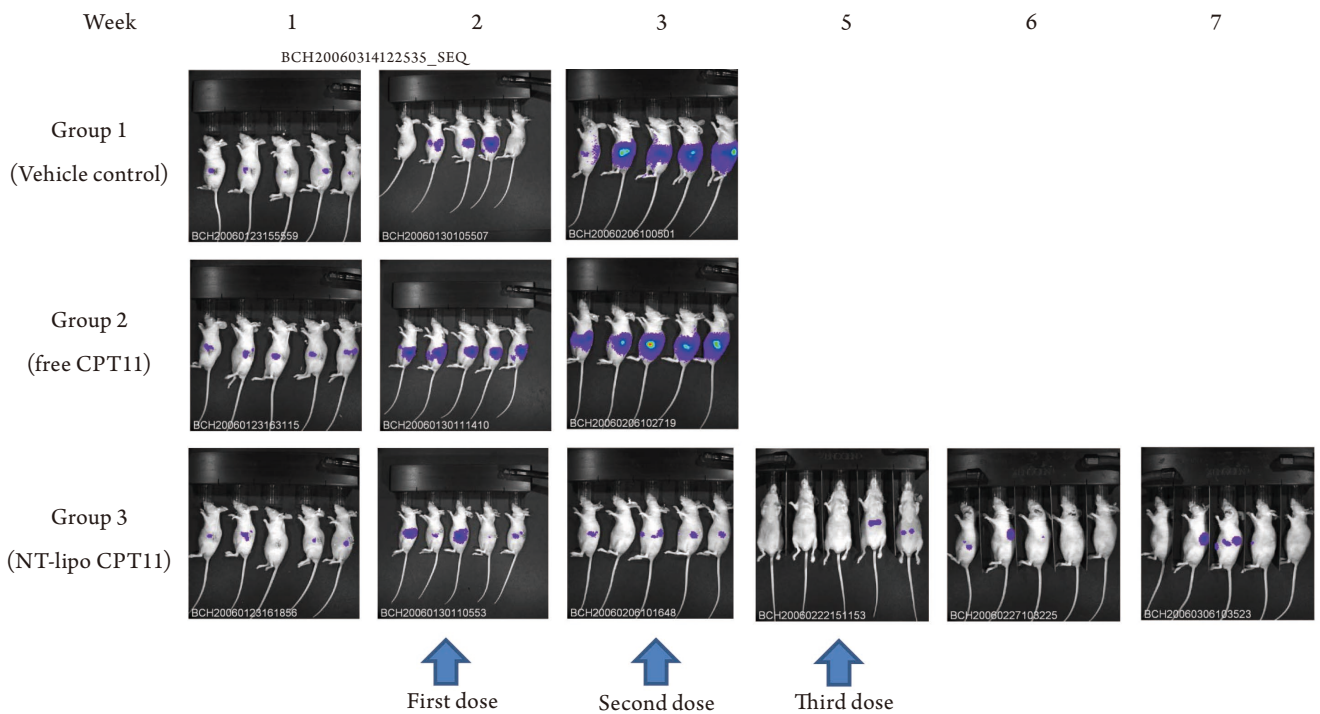 Week 1 2 3 5 6 7
BCH20060314122535_SEQ
Group 1
(Vehicle control)
BCH20060123155559 BCH20060130105507 BCH20060206100501
Group 2
(free CPT11)
BCH20060123163115 BCH20060130111410 BCH20060206102719
Group 3
(NT-lipo CPT11)
BCH20060123161856 BCH20060130110553 BCH20060206101648 BCH20060222151153 BCH20060227103225 BCH20060306103523
First dose Second dose Third dose